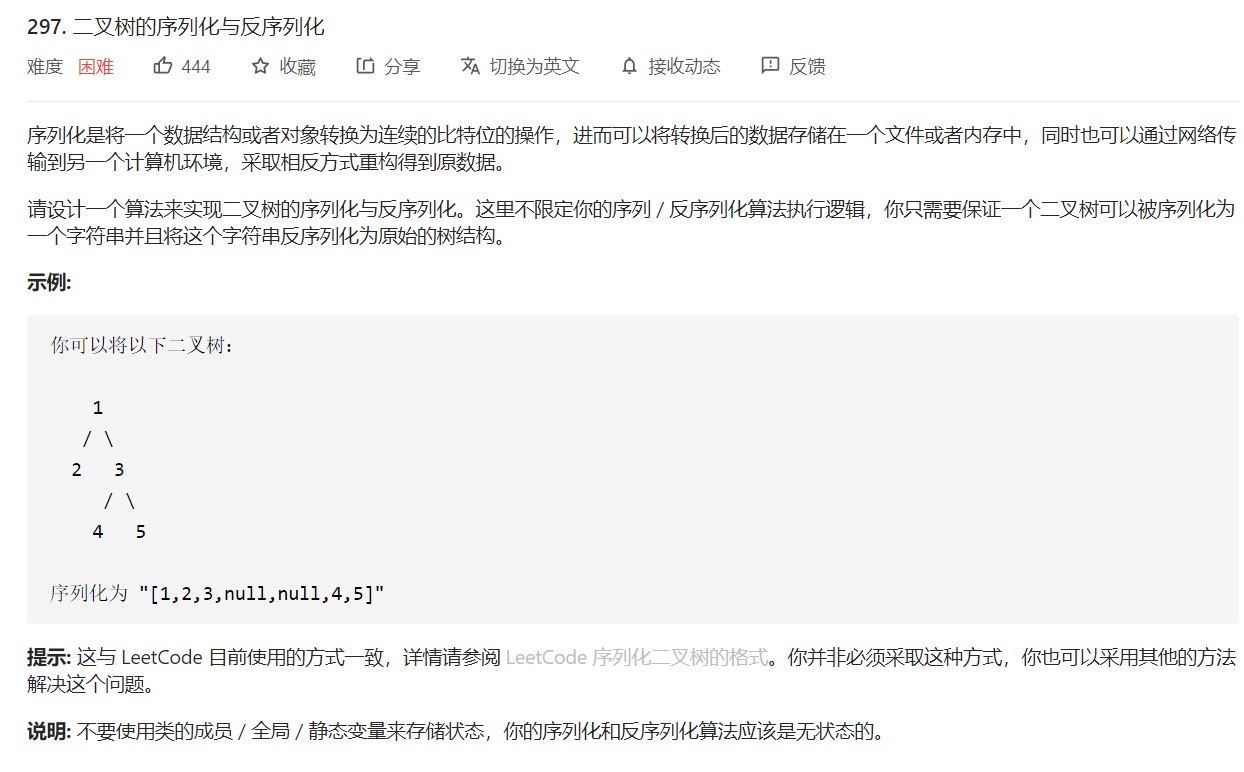 297. 二叉树的序列化与反序列化
难度 困难 444 收藏 分享 切换为英文 接收动态 反馈
序列化是将一个数据结构或者对象转换为连续的比特位的操作，进而可以将转换后的数据存储在一个文件或者内存中，同时也可以通过网络传
输到另一个计算机环境，采取相反方式重构得到原数据。
请设计一个算法来实现二叉树的序列化与反序列化。这里不限定你的序列 / 反序列化算法执行逻辑，你只需要保证一个二叉树可以被序列化为
一个字符串并且将这个字符串反序列化为原始的树结构。
示例:
你可以将以下二叉树：
1
/ \
2 3
/ \
4 5
序列化为 "[1,2,3,null,null,4,5]"
提示: 这与 LeetCode 目前使用的方式一致，详情请参阅 LeetCode 序列化二叉树的格式。你并非必须采取这种方式，你也可以采用其他的方法
解决这个问题。
说明: 不要使用类的成员 / 全局 / 静态变量来存储状态，你的序列化和反序列化算法应该是无状态的。